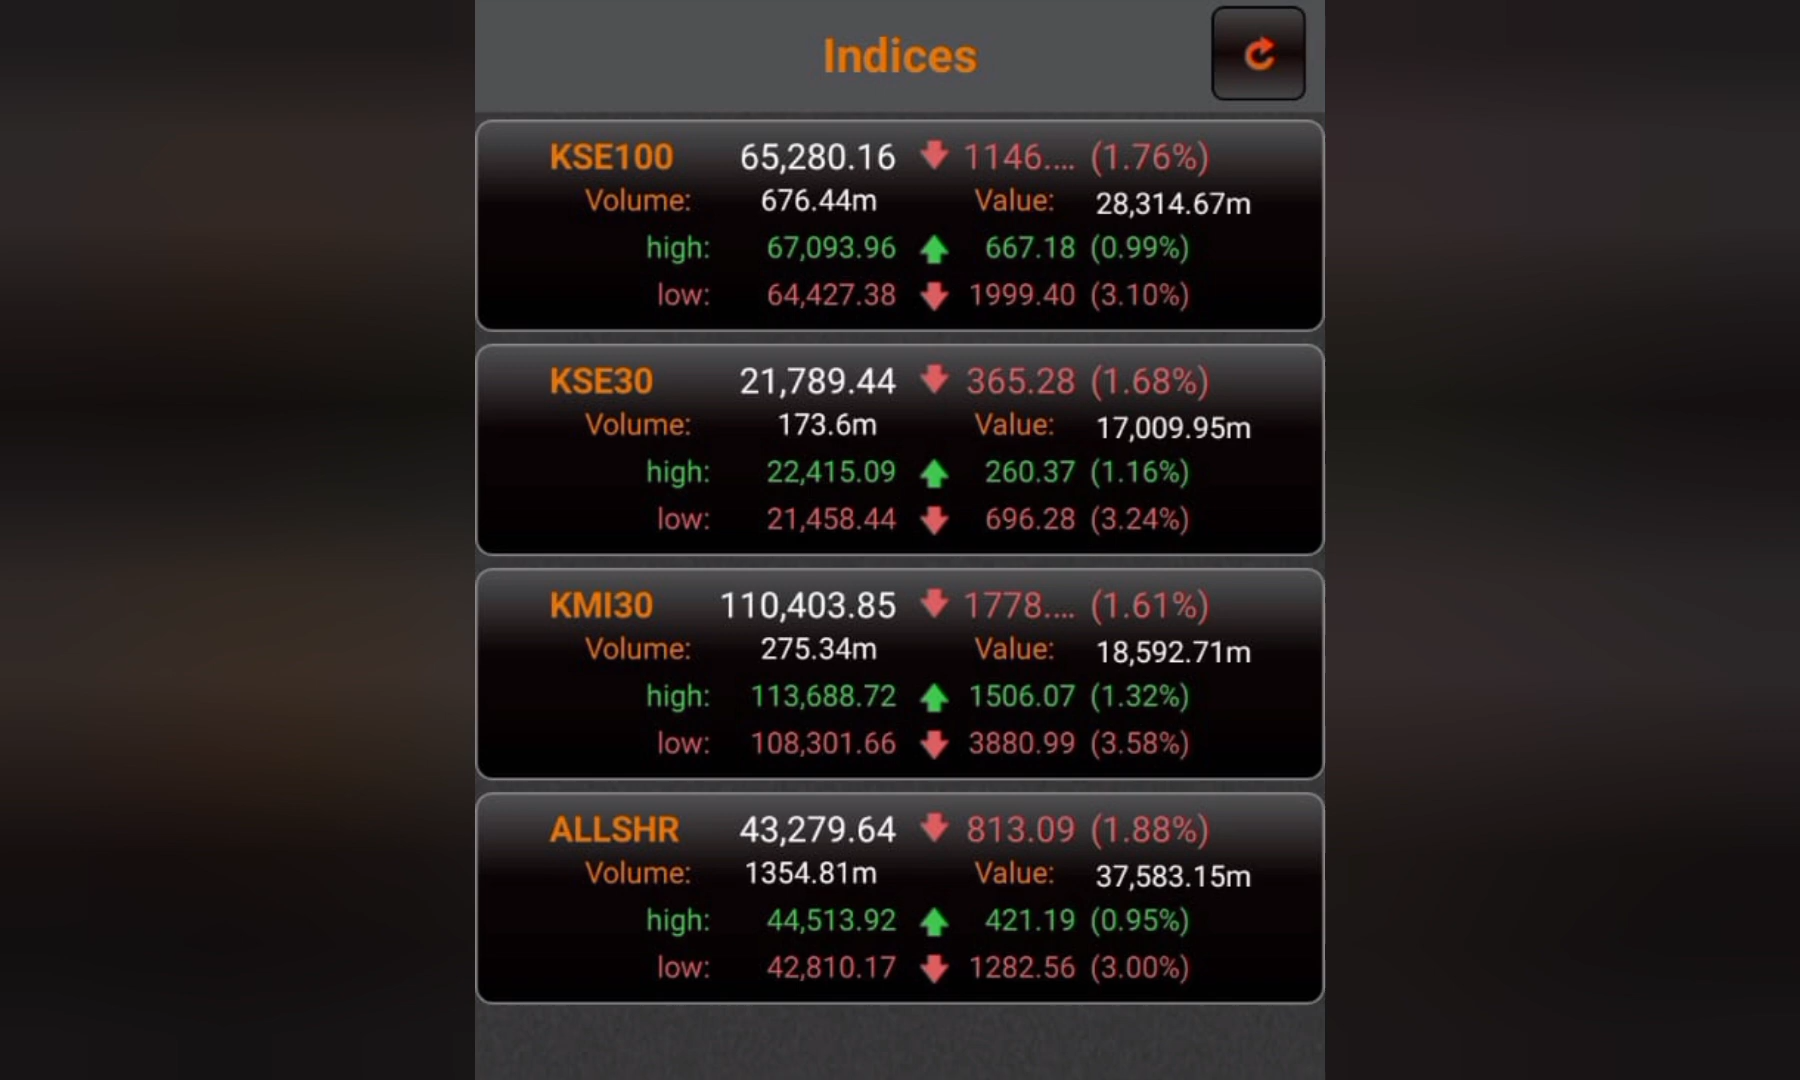 Indices
KSE100 65,280.16 1146.... (1.76%)
Volume: 676.44m Value: 28,314.67m
high: 67,093.96 667.18 (0.99%)
low: 64,427.38 1999.40 (3.10%)
KSE30 21,789.44 365.28 (1.68%)
Volume: 173.6m Value: 17,009.95m
high: 22,415.09 260.37 (1.16%)
low: 21,458.44 696.28 (3.24%)
KMI30 110,403.85 1778.... (1.61%)
Volume: 275.34m Value: 18,592.71m
high: 113,688.72 1506.07 (1.32%)
low: 108,301.66 3880.99 (3.58%)
ALLSHR 43,279.64 813.09 (1.88%)
Volume: 1354.81m Value: 37,583.15m
high: 44,513.92 421.19 (0.95%)
low: 42,810.17 1282.56 (3.00%)